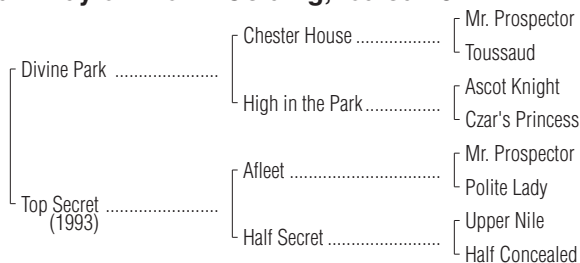 Mr. Prospector
Chester House
Toussaud
Divine Park
Ascot Knight
High in the Park
Czar's Princess
Mr. Prospector
Afleet
Polite Lady
Top Secret
(1993)
Upper Nile
Half Secret
Half Concealed